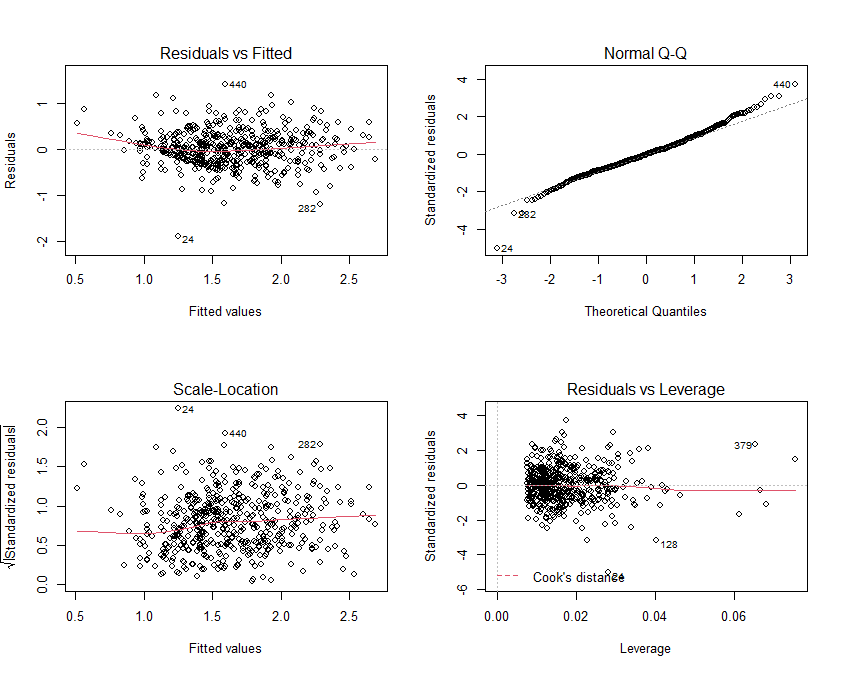 Residuals vs Fitted
Residuals
1
0
-1
-2
440
282
24
0.5 1.0 1.5 2.0 2.5
Fitted values
Normal Q-Q
Standardized residuals
4
2
0
-2
-4
440
282
24
-3 -2 -1 0 1 2 3
Theoretical Quantiles
Scale-Location
√|Standardized residuals|
2.0
1.5
1.0
0.5
0.0
24
440
282
0.5 1.0 1.5 2.0 2.5
Fitted values
Residuals vs Leverage
Standardized residuals
4
2
0
-2
-4
-6
379
128
24
Cook's distance
0.00 0.02 0.04 0.06
Leverage